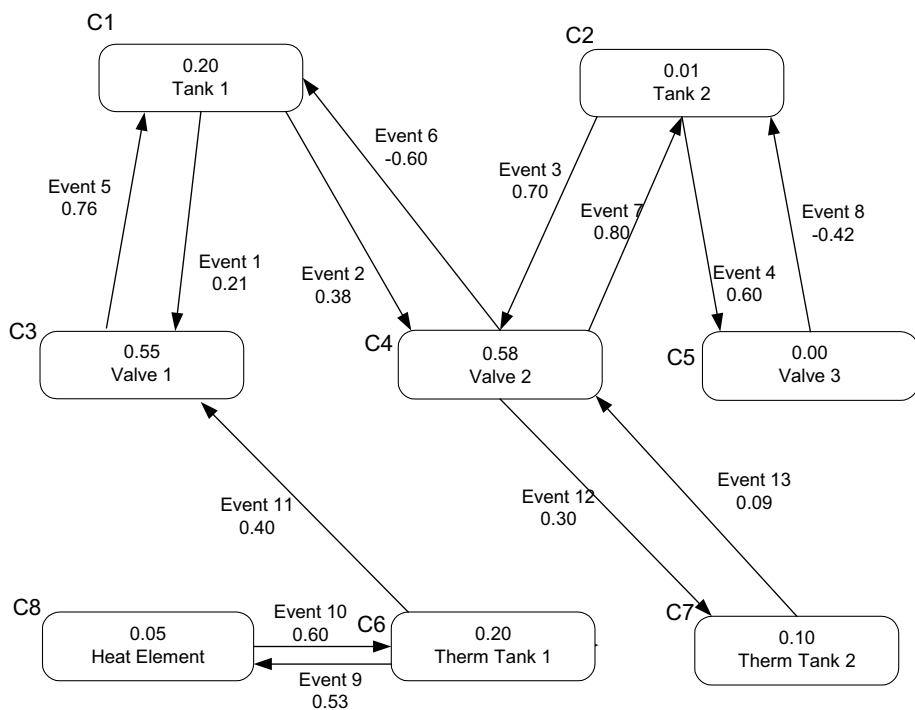 C1
0.20
Tank 1
C2
0.01
Tank 2
Event 6
-0.60
Event 3
0.70
Event 5
0.76
Event 7
0.80
Event 8
-0.42
Event 1
0.21
Event 2
0.38
Event 4
0.60
C3
0.55
Valve 1
C4
0.58
Valve 2
C5
0.00
Valve 3
Event 11
0.40
Event 12
0.30
Event 13
0.09
C8
0.05
Heat Element
Event 10
0.60
C6
0.20
Therm Tank 1
Event 9
0.53
C7
0.10
Therm Tank 2